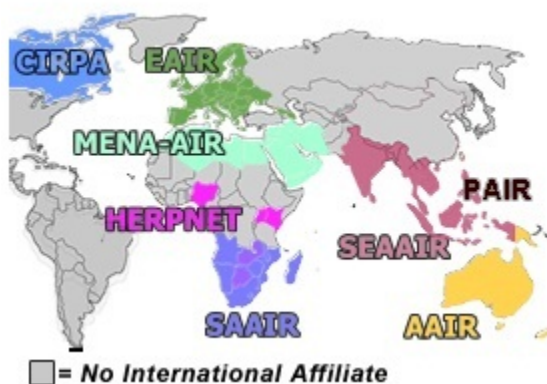 CIRPA
EAIR
MENA-AIR
PAIR
HERPNET
SEAAIR
SAAIR
AAIR
= No International Affiliate